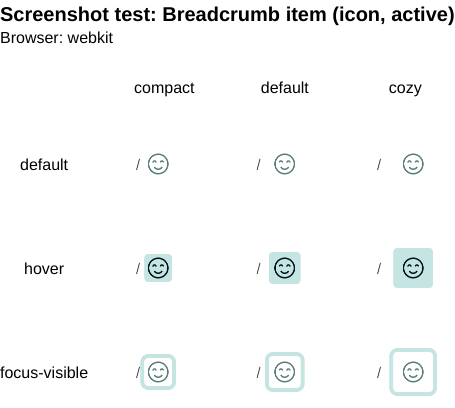 Screenshot test: Breadcrumb item (icon, active)
Browser: webkit
compact default cozy
default / / /
hover / / /
focus-visible / / /